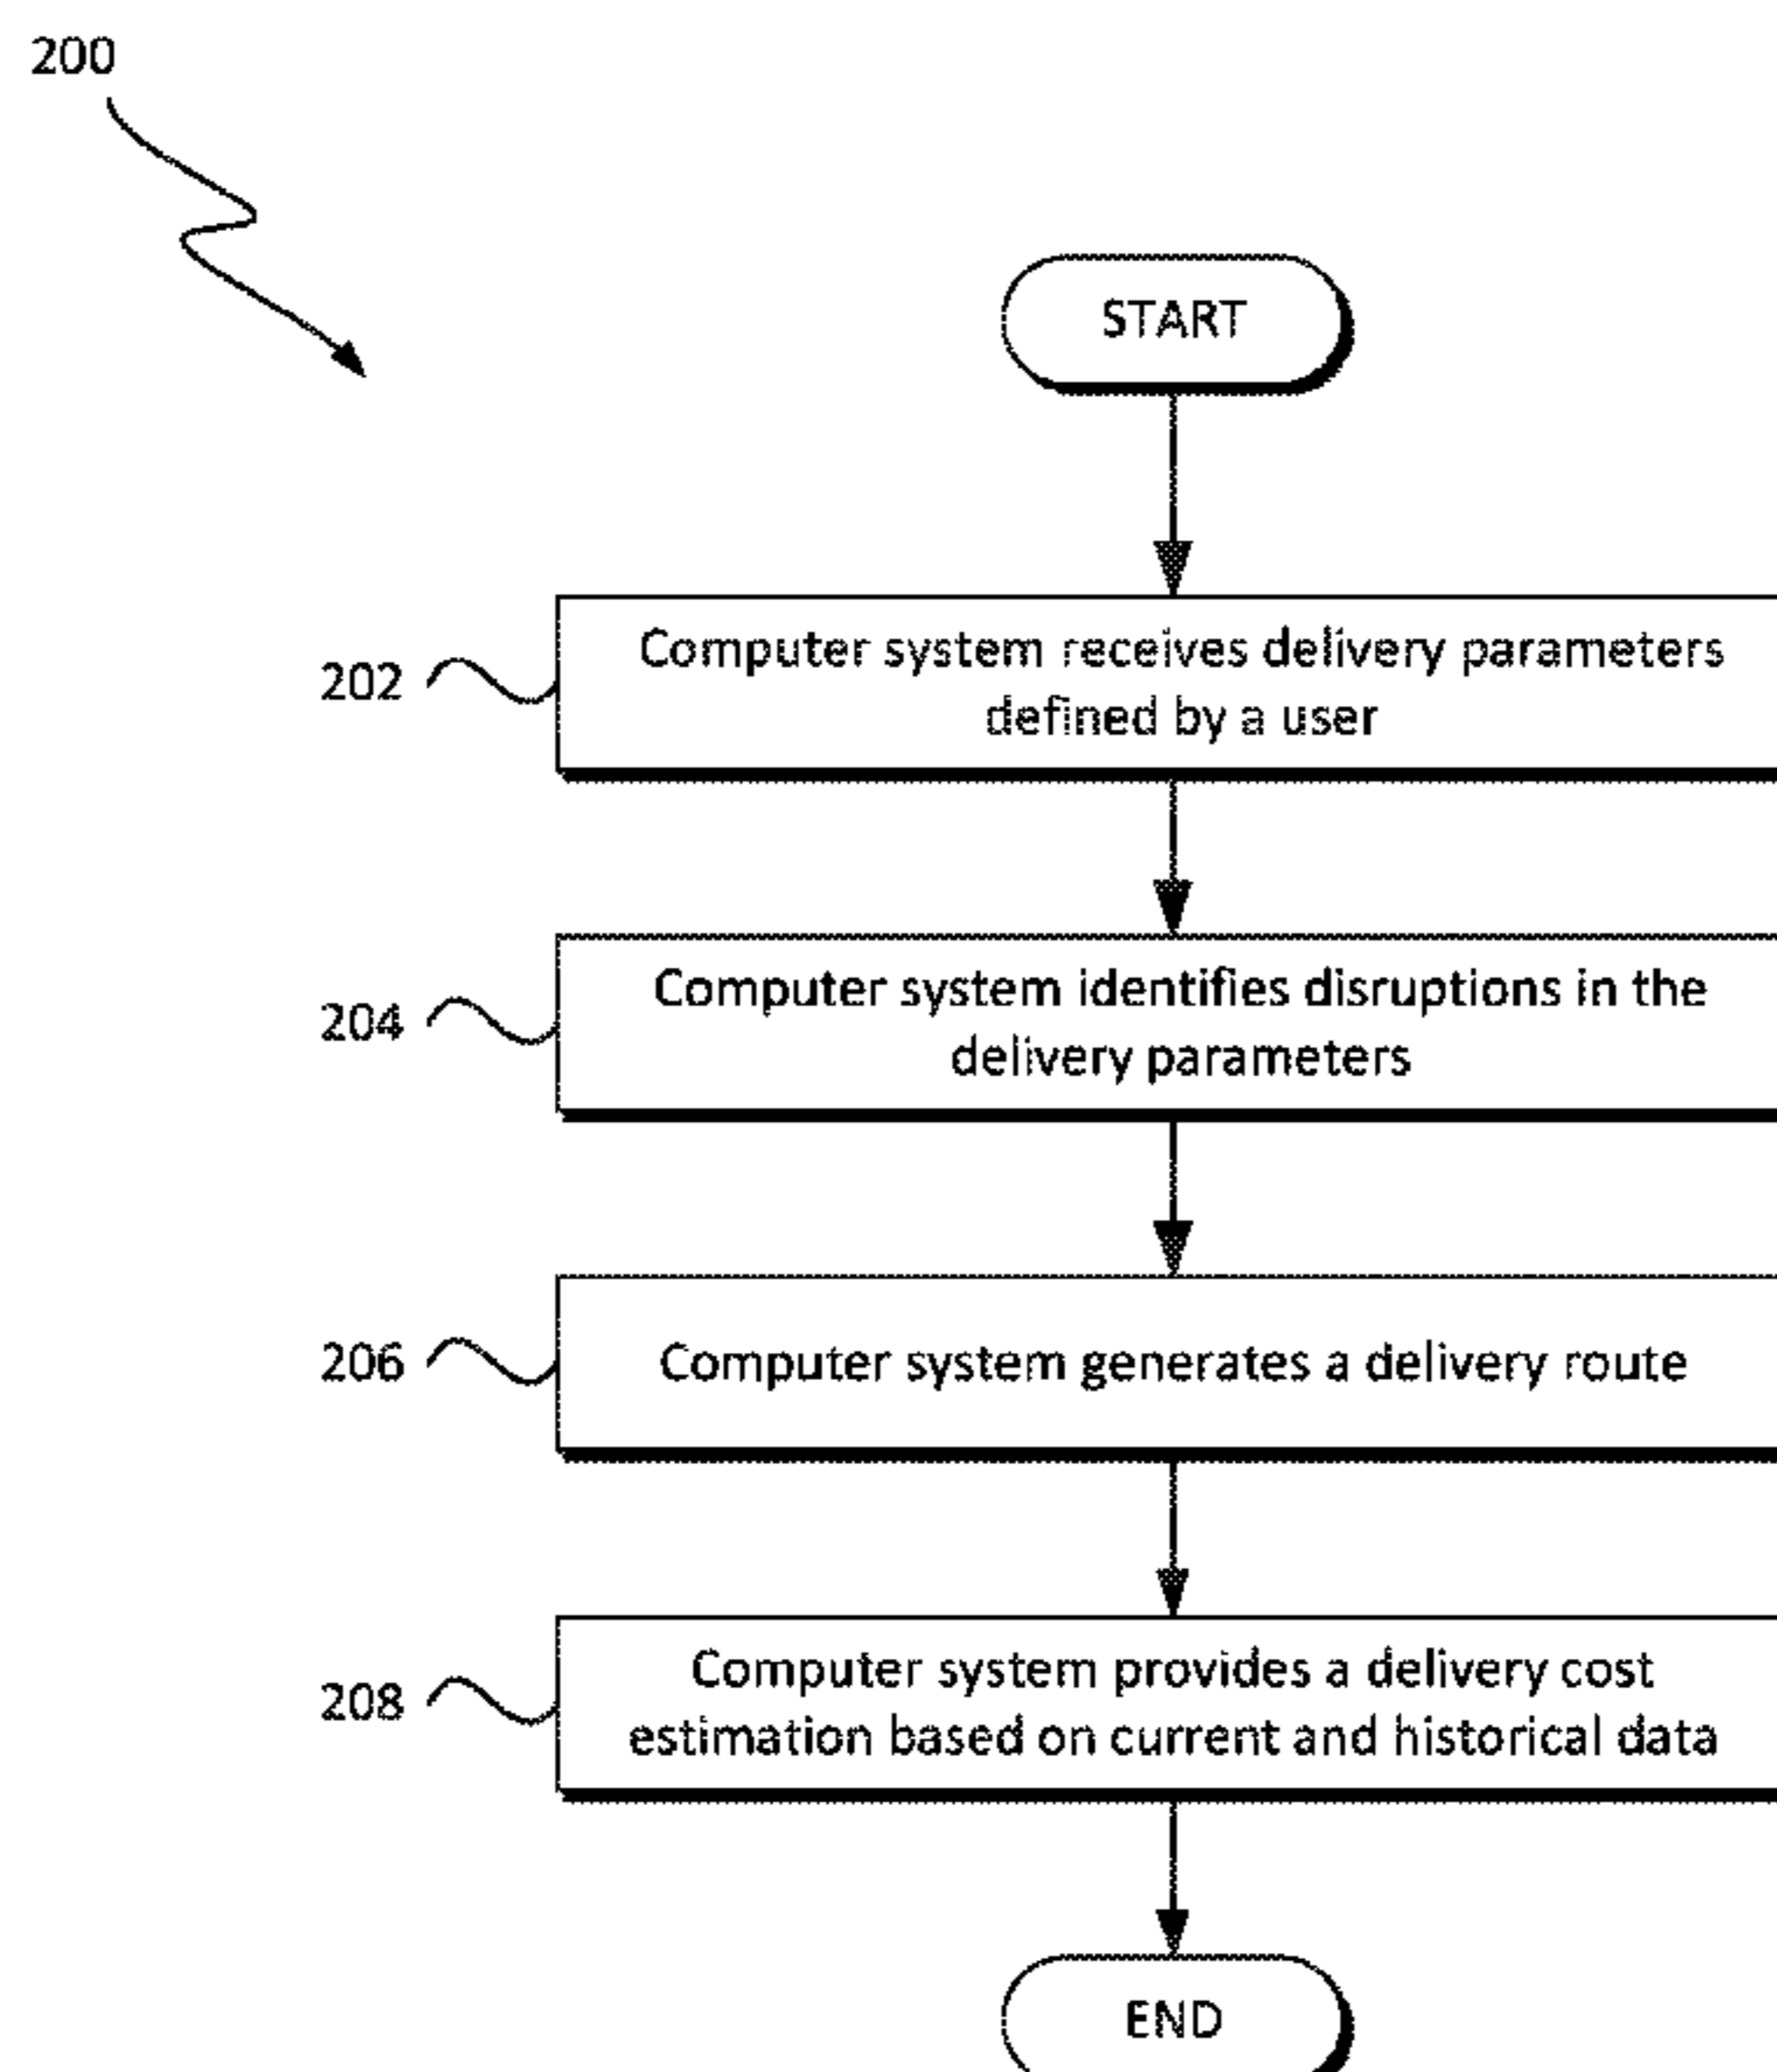 200
START
202
Computer system receives delivery parameters
defined by a user
204
Computer system identifies disruptions in the
delivery parameters
206
Computer system generates a delivery route
208
Computer system provides a delivery cost
estimation based on current and historical data
END